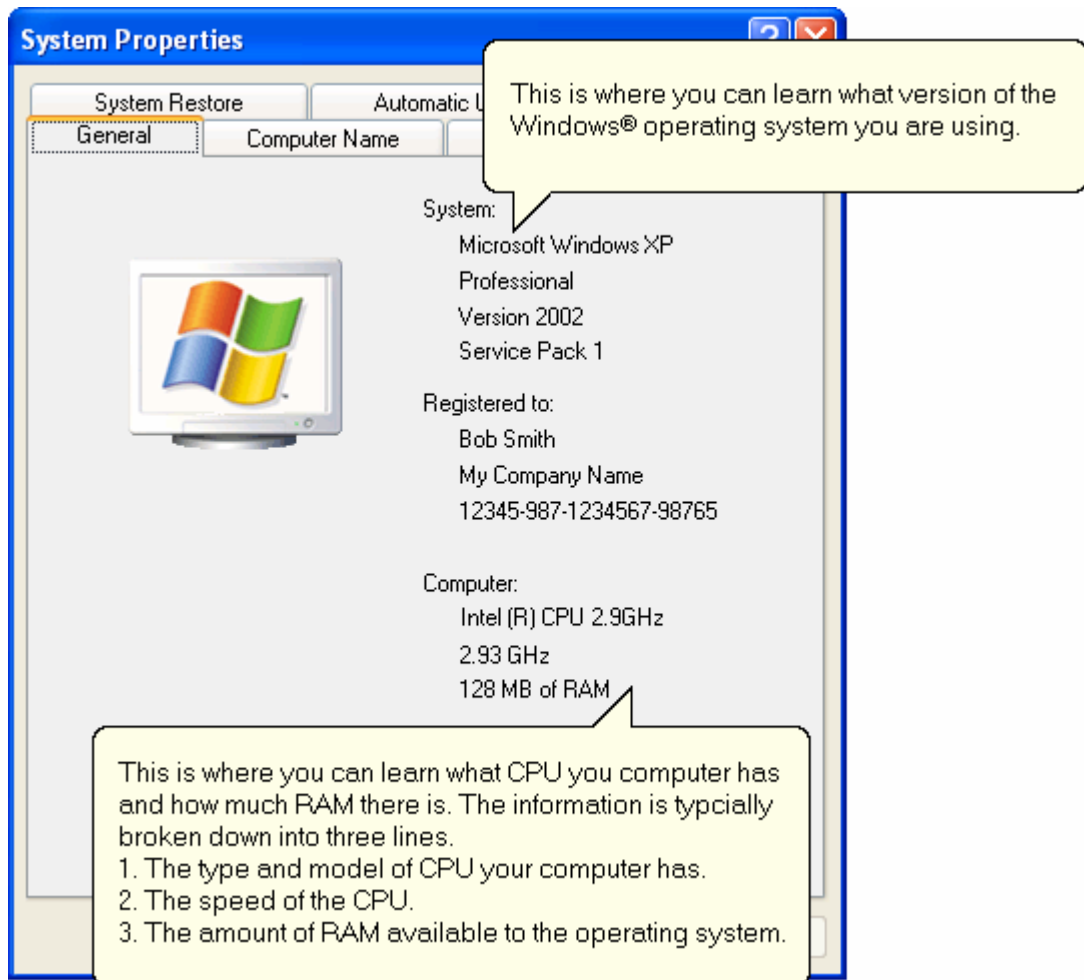 System Properties
This is where you can learn what version of the
Windows® operating system you are using.
System Restore
Automatic
General
Computer Name
System:
Microsoft Windows XP
Professional
Version 2002
Service Pack 1
Registered to:
Bob Smith
My Company Name
12345-987-1234567-98765
Computer:
Intel (R) CPU 2.9GHz
2.93 GHz
128 MB of RAM
This is where you can learn what CPU you computer has
and how much RAM there is. The information is typcially
broken down into three lines.
1. The type and model of CPU your computer has.
2. The speed of the CPU.
3. The amount of RAM available to the operating system.